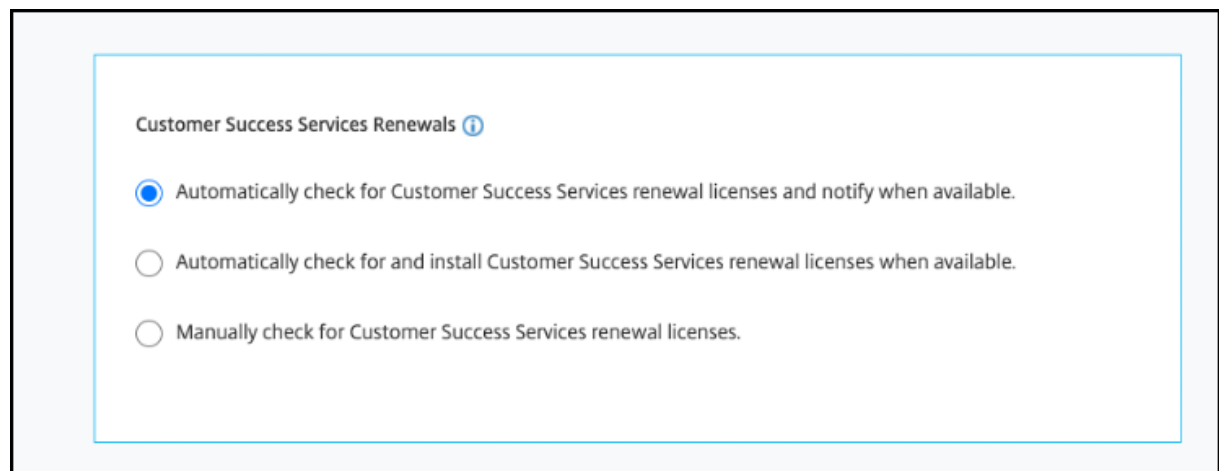 Customer Success Services Renewals
Automatically check for Customer Success Services renewal licenses and notify when available.
Automatically check for and install Customer Success Services renewal licenses when available.
Manually check for Customer Success Services renewal licenses.